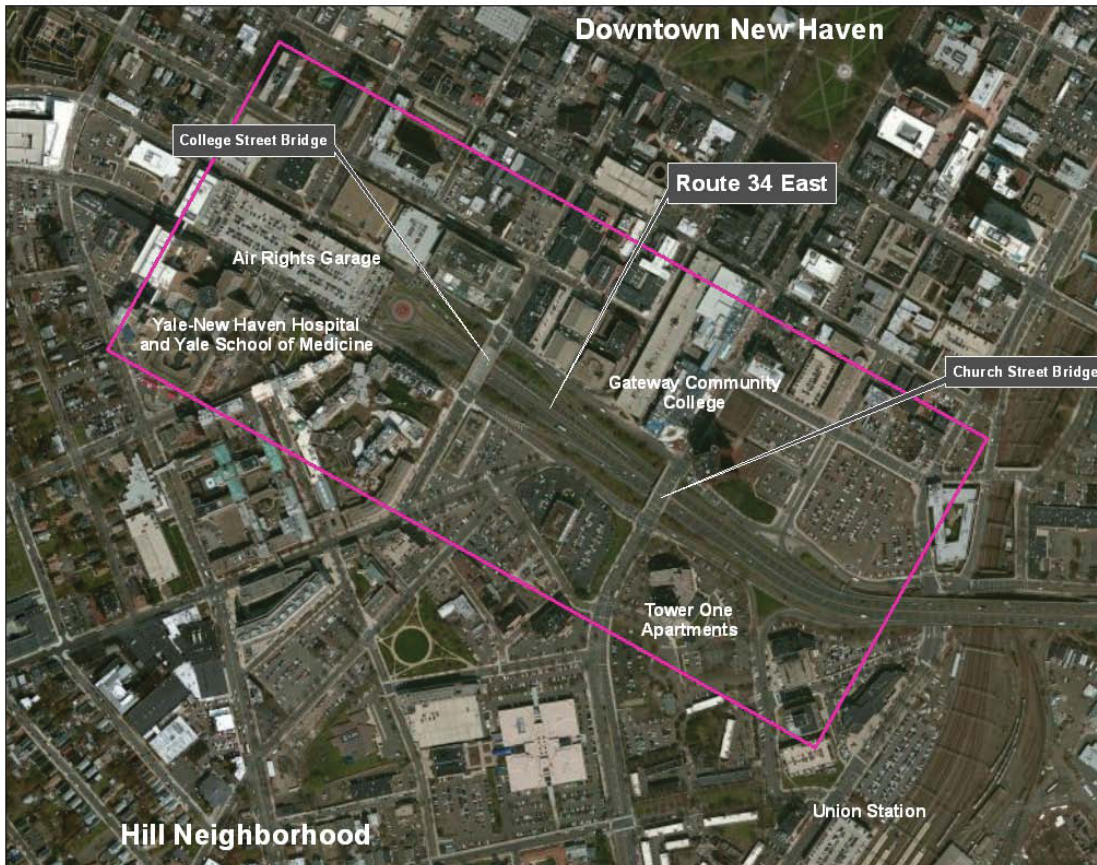 Downtown New Haven
College Street Bridge
Route 34 East
Air Rights Garage
Yale-New Haven Hospital
and Yale School of Medicine
Church Street Bridge
Gateway Community
College
Tower One
Apartments
Union Station
Hill Neighborhood